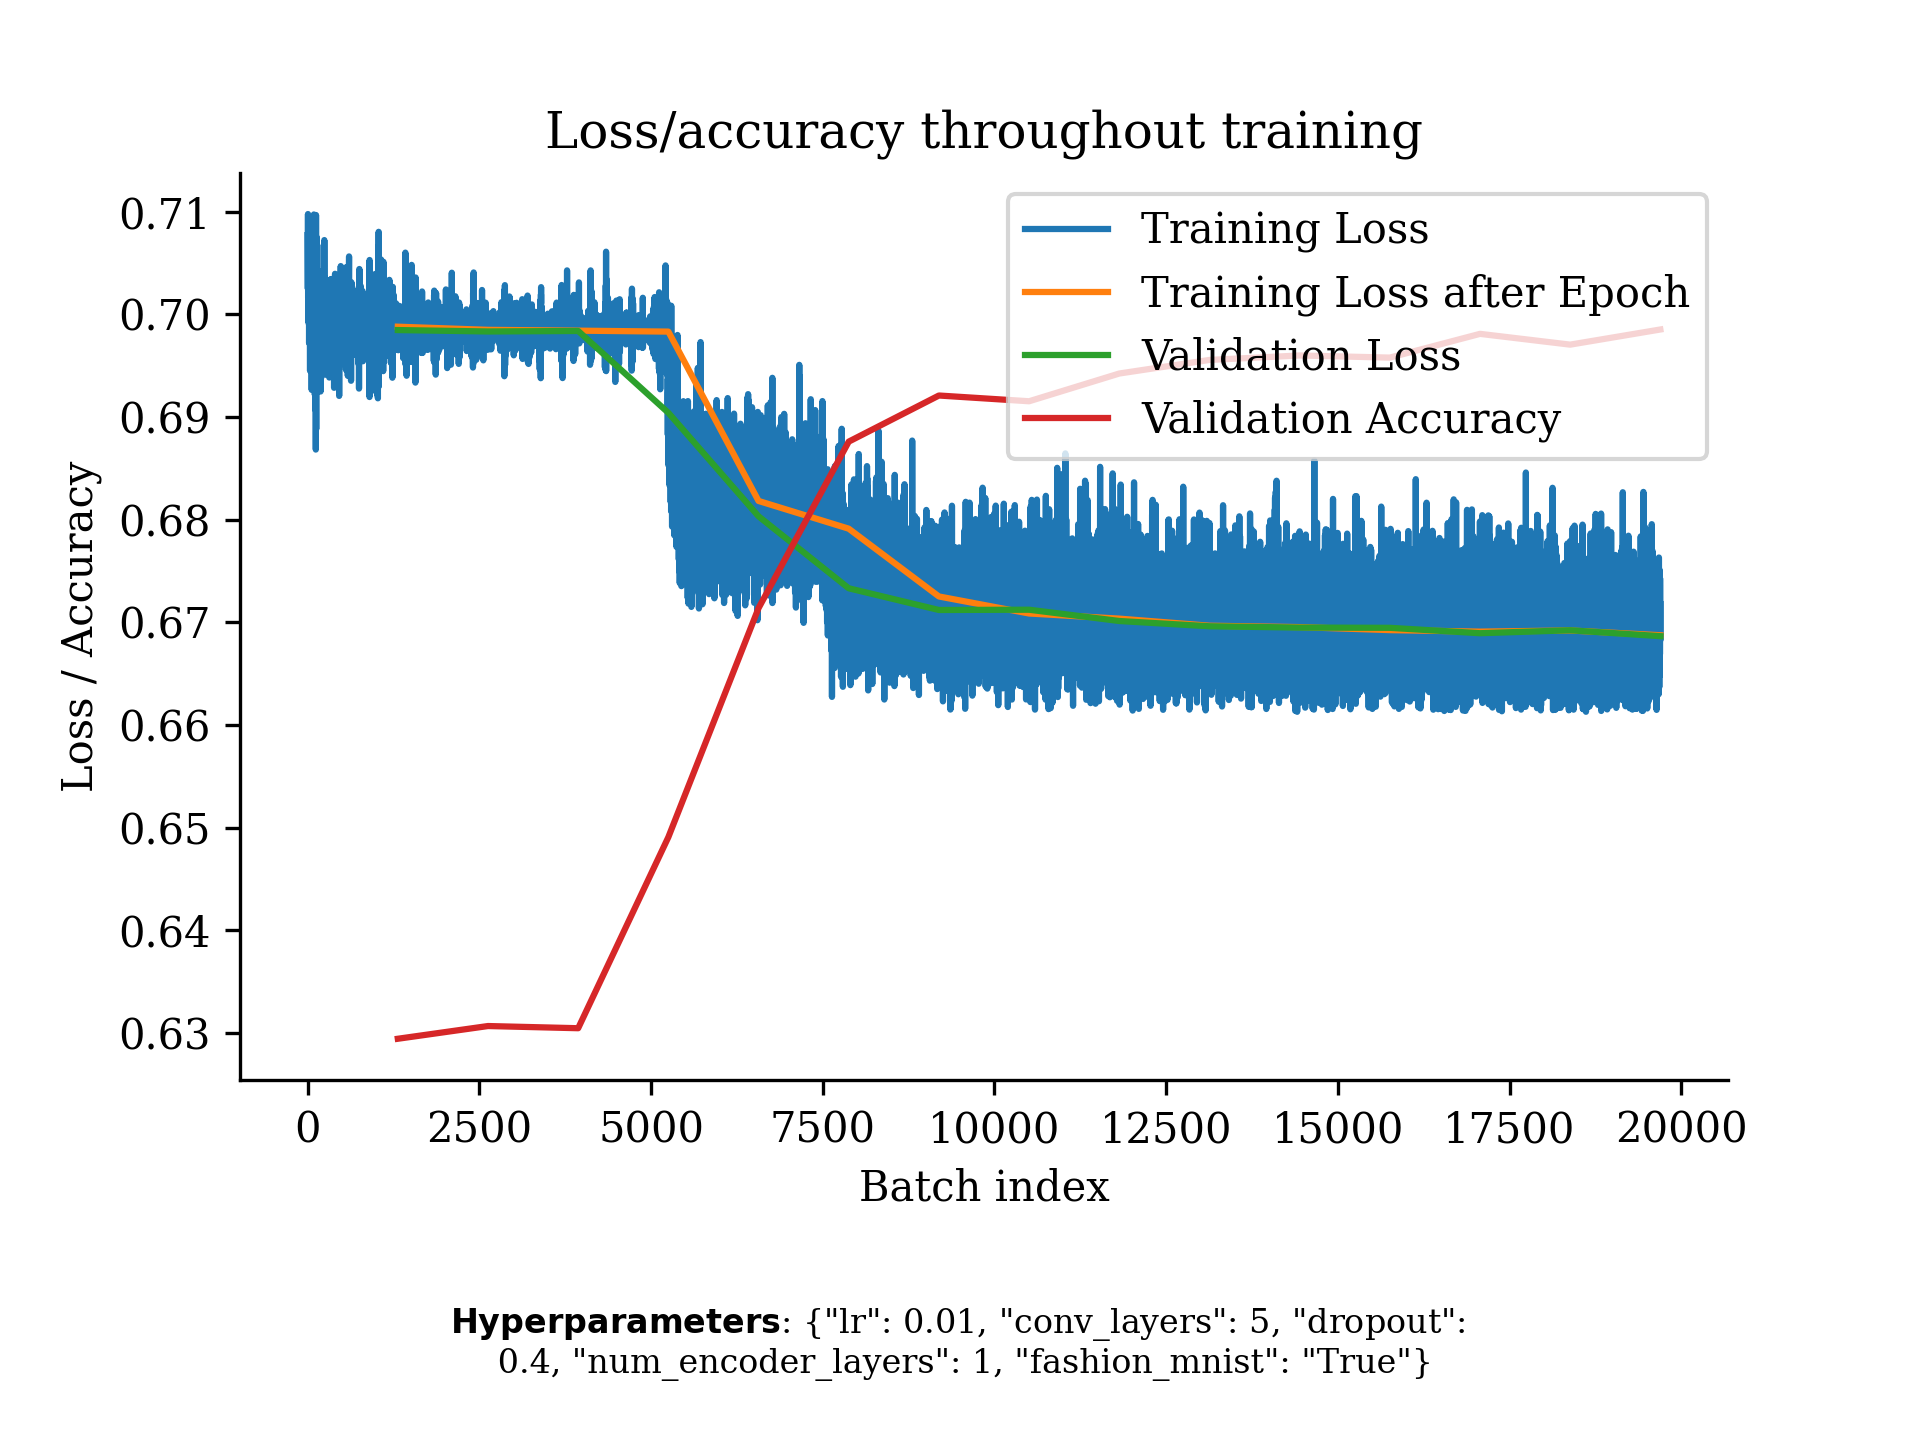 Loss/accuracy throughout training
0.71
0.70
0.69
0.68
0.67
0.66
0.65
0.64
0.63
Loss / Accuracy
Training Loss
Training Loss after Epoch
Validation Loss
Validation Accuracy
0 2500 5000 7500 10000 12500 15000 17500 20000
Batch index
Hyperparameters: {"lr": 0.01, "conv_layers": 5, "dropout":
0.4, "num_encoder_layers": 1, "fashion_mnist": "True"}